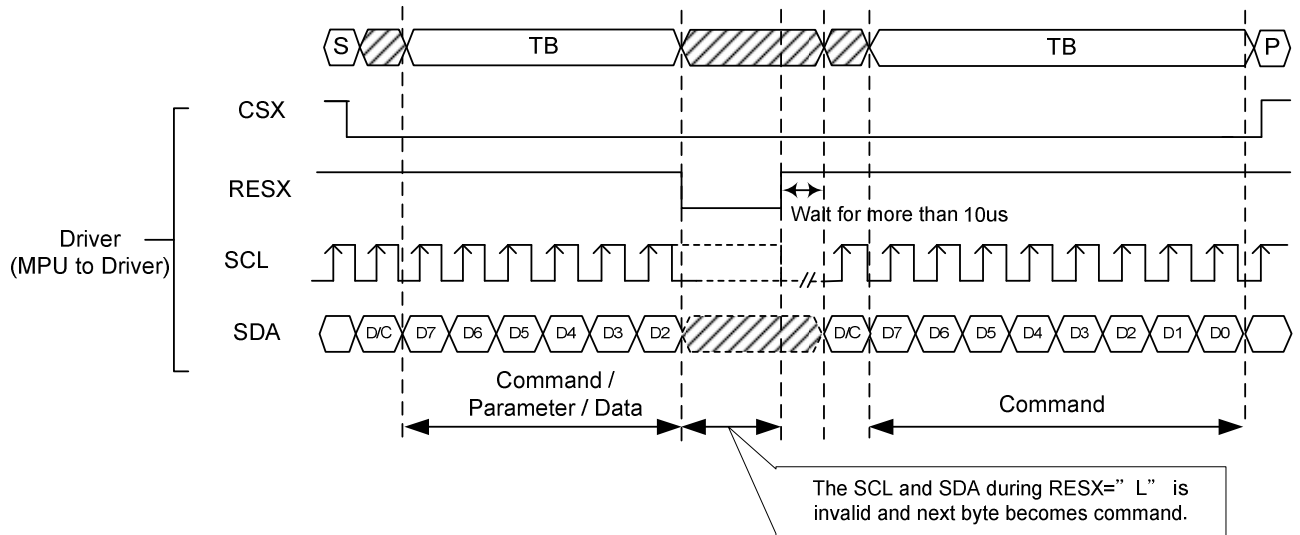 S TB TB P
CSX
RESX
Wait for more than 10us
Driver
(MPU to Driver)
SCL
SDA D/C D7 D6 D5 D4 D3 D2 D/C D7 D6 D5 D4 D3 D2 D1 D0
Command /
Parameter / Data
Command
The SCL and SDA during RESX=” L” is
invalid and next byte becomes command.